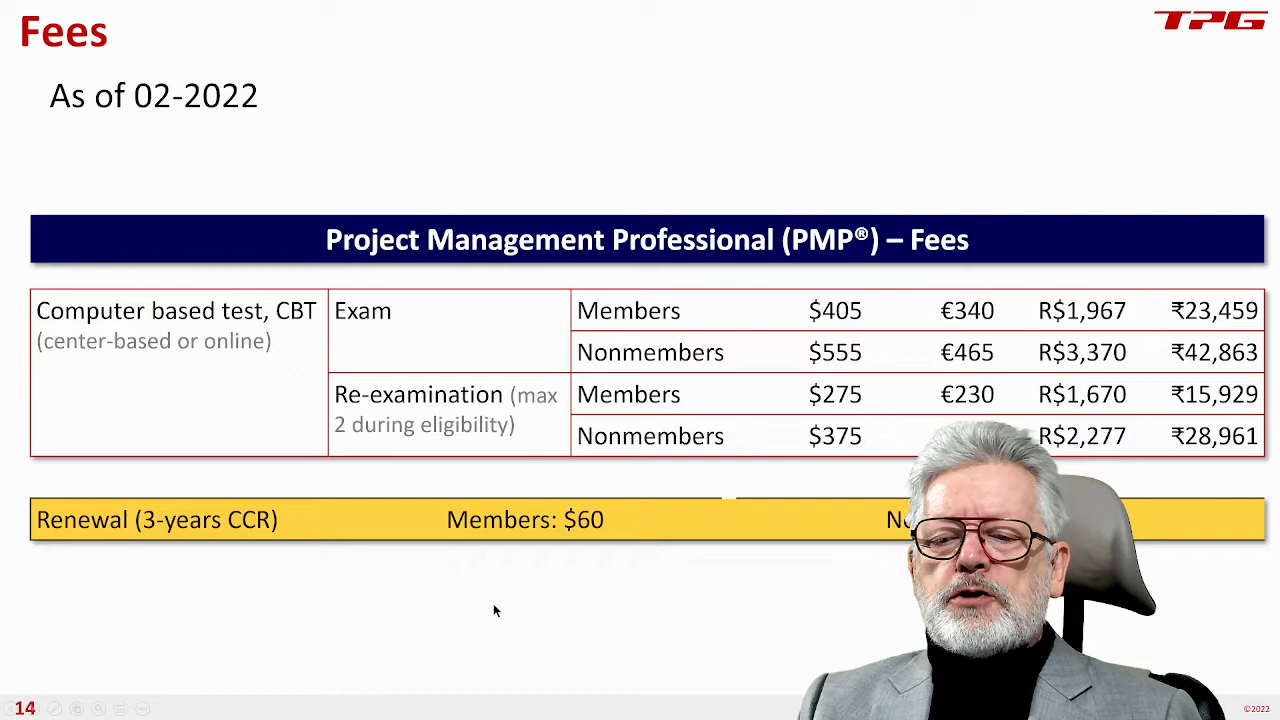 Fees
TPG
As of 02-2022
Project Management Professional (PMP®) – Fees
Computer based test, CBT
(center-based or online)
Exam
Members $405 €340 R$1,967 ₹23,459
Nonmembers $555 €465 R$3,370 ₹42,863
Re-examination (max
2 during eligibility)
Members $275 €230 R$1,670 ₹15,929
Nonmembers $375 R$2,277 ₹28,961
Renewal (3-years CCR) Members: $60
14
©2022